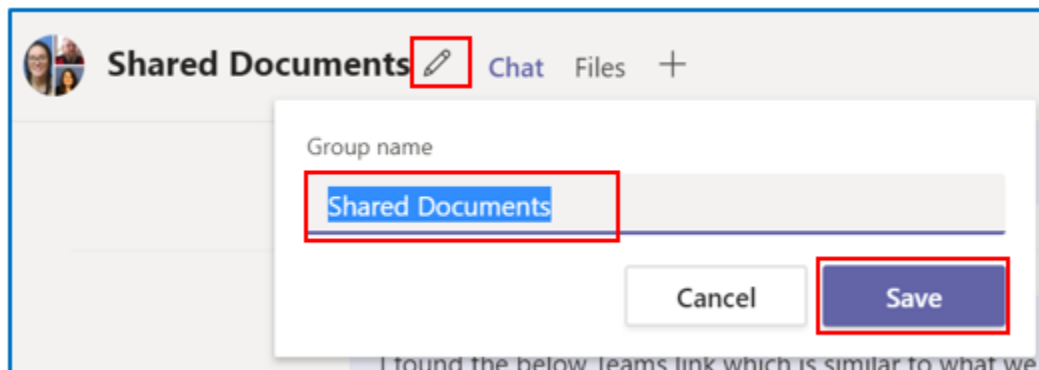 Shared Documents Chat Files
Group name
Shared Documents
Cancel Save
I found the below Teams link which is similar to what we